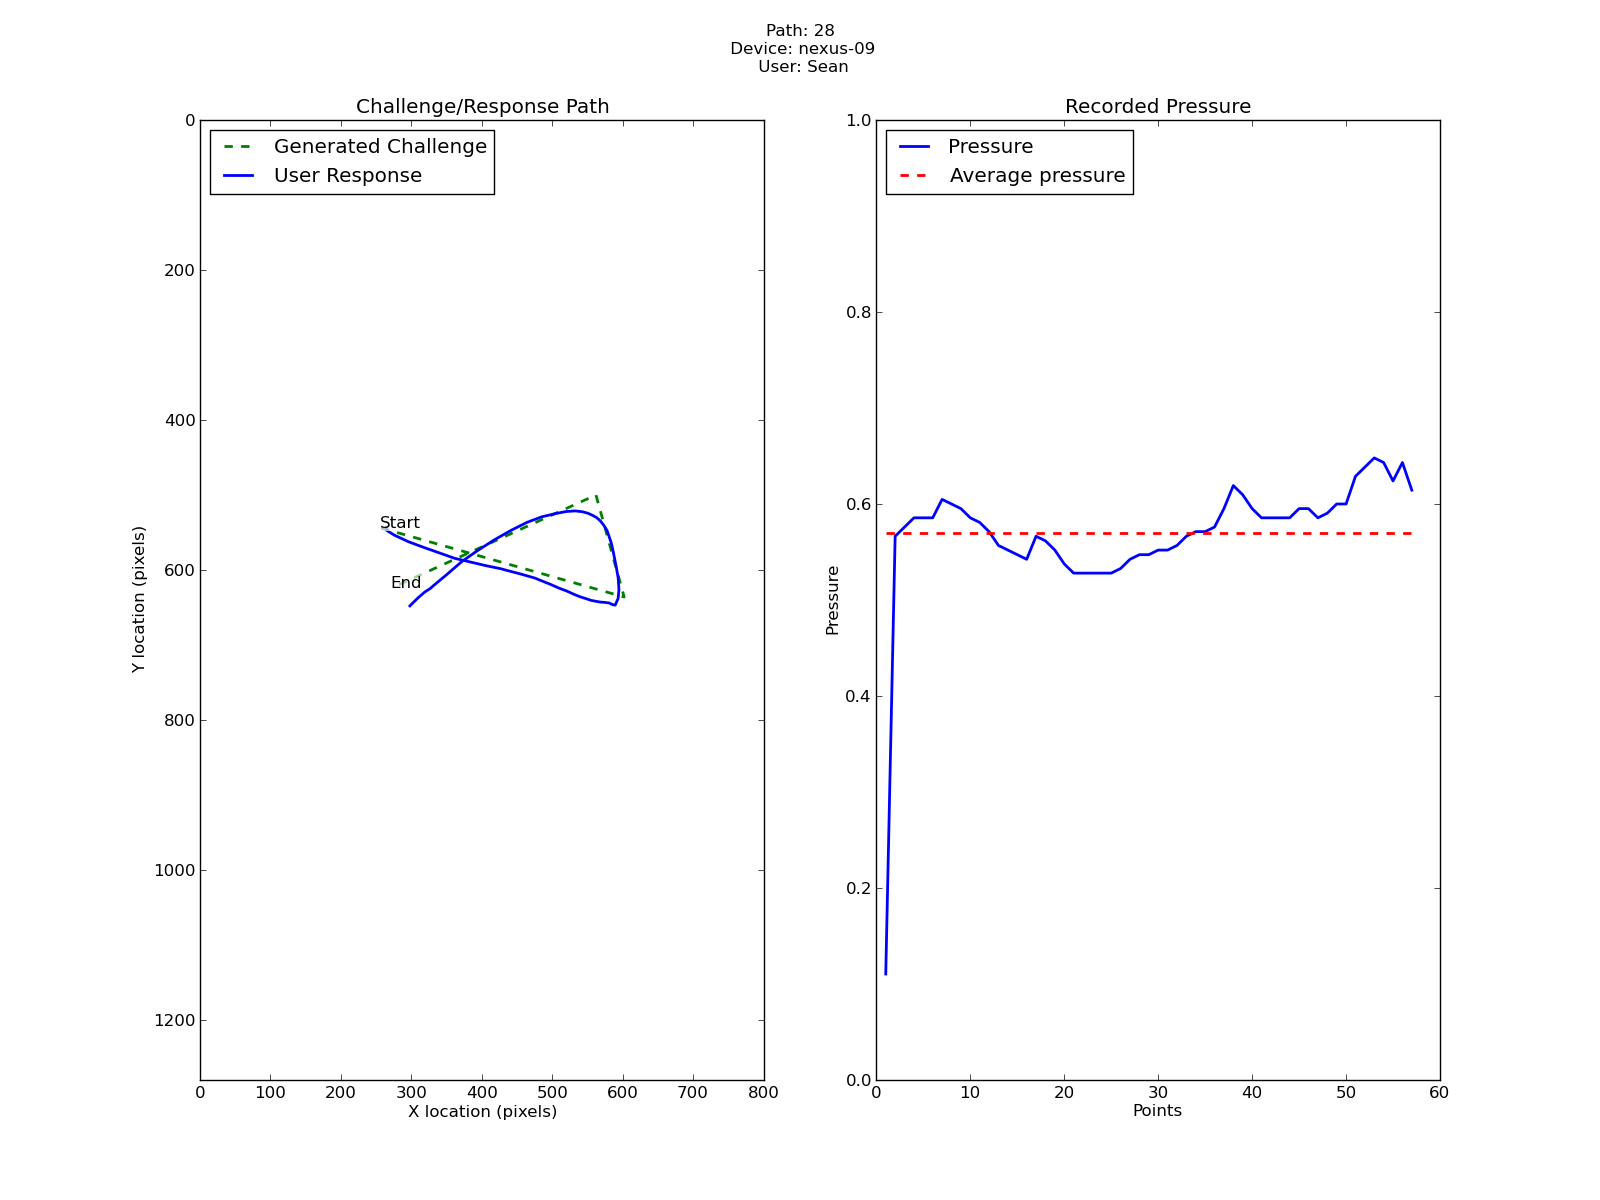 Path: 28
Device: nexus-09
User: Sean
Challenge/Response Path
Generated Challenge
User Response
0
200
400
600
800
1000
1200
Y location (pixels)
Start
End
0 100 200 300 400 500 600 700 800
X location (pixels)
Recorded Pressure
Pressure
Average pressure
1.0
0.8
0.6
0.4
0.2
0.0
Pressure
0 10 20 30 40 50 60
Points